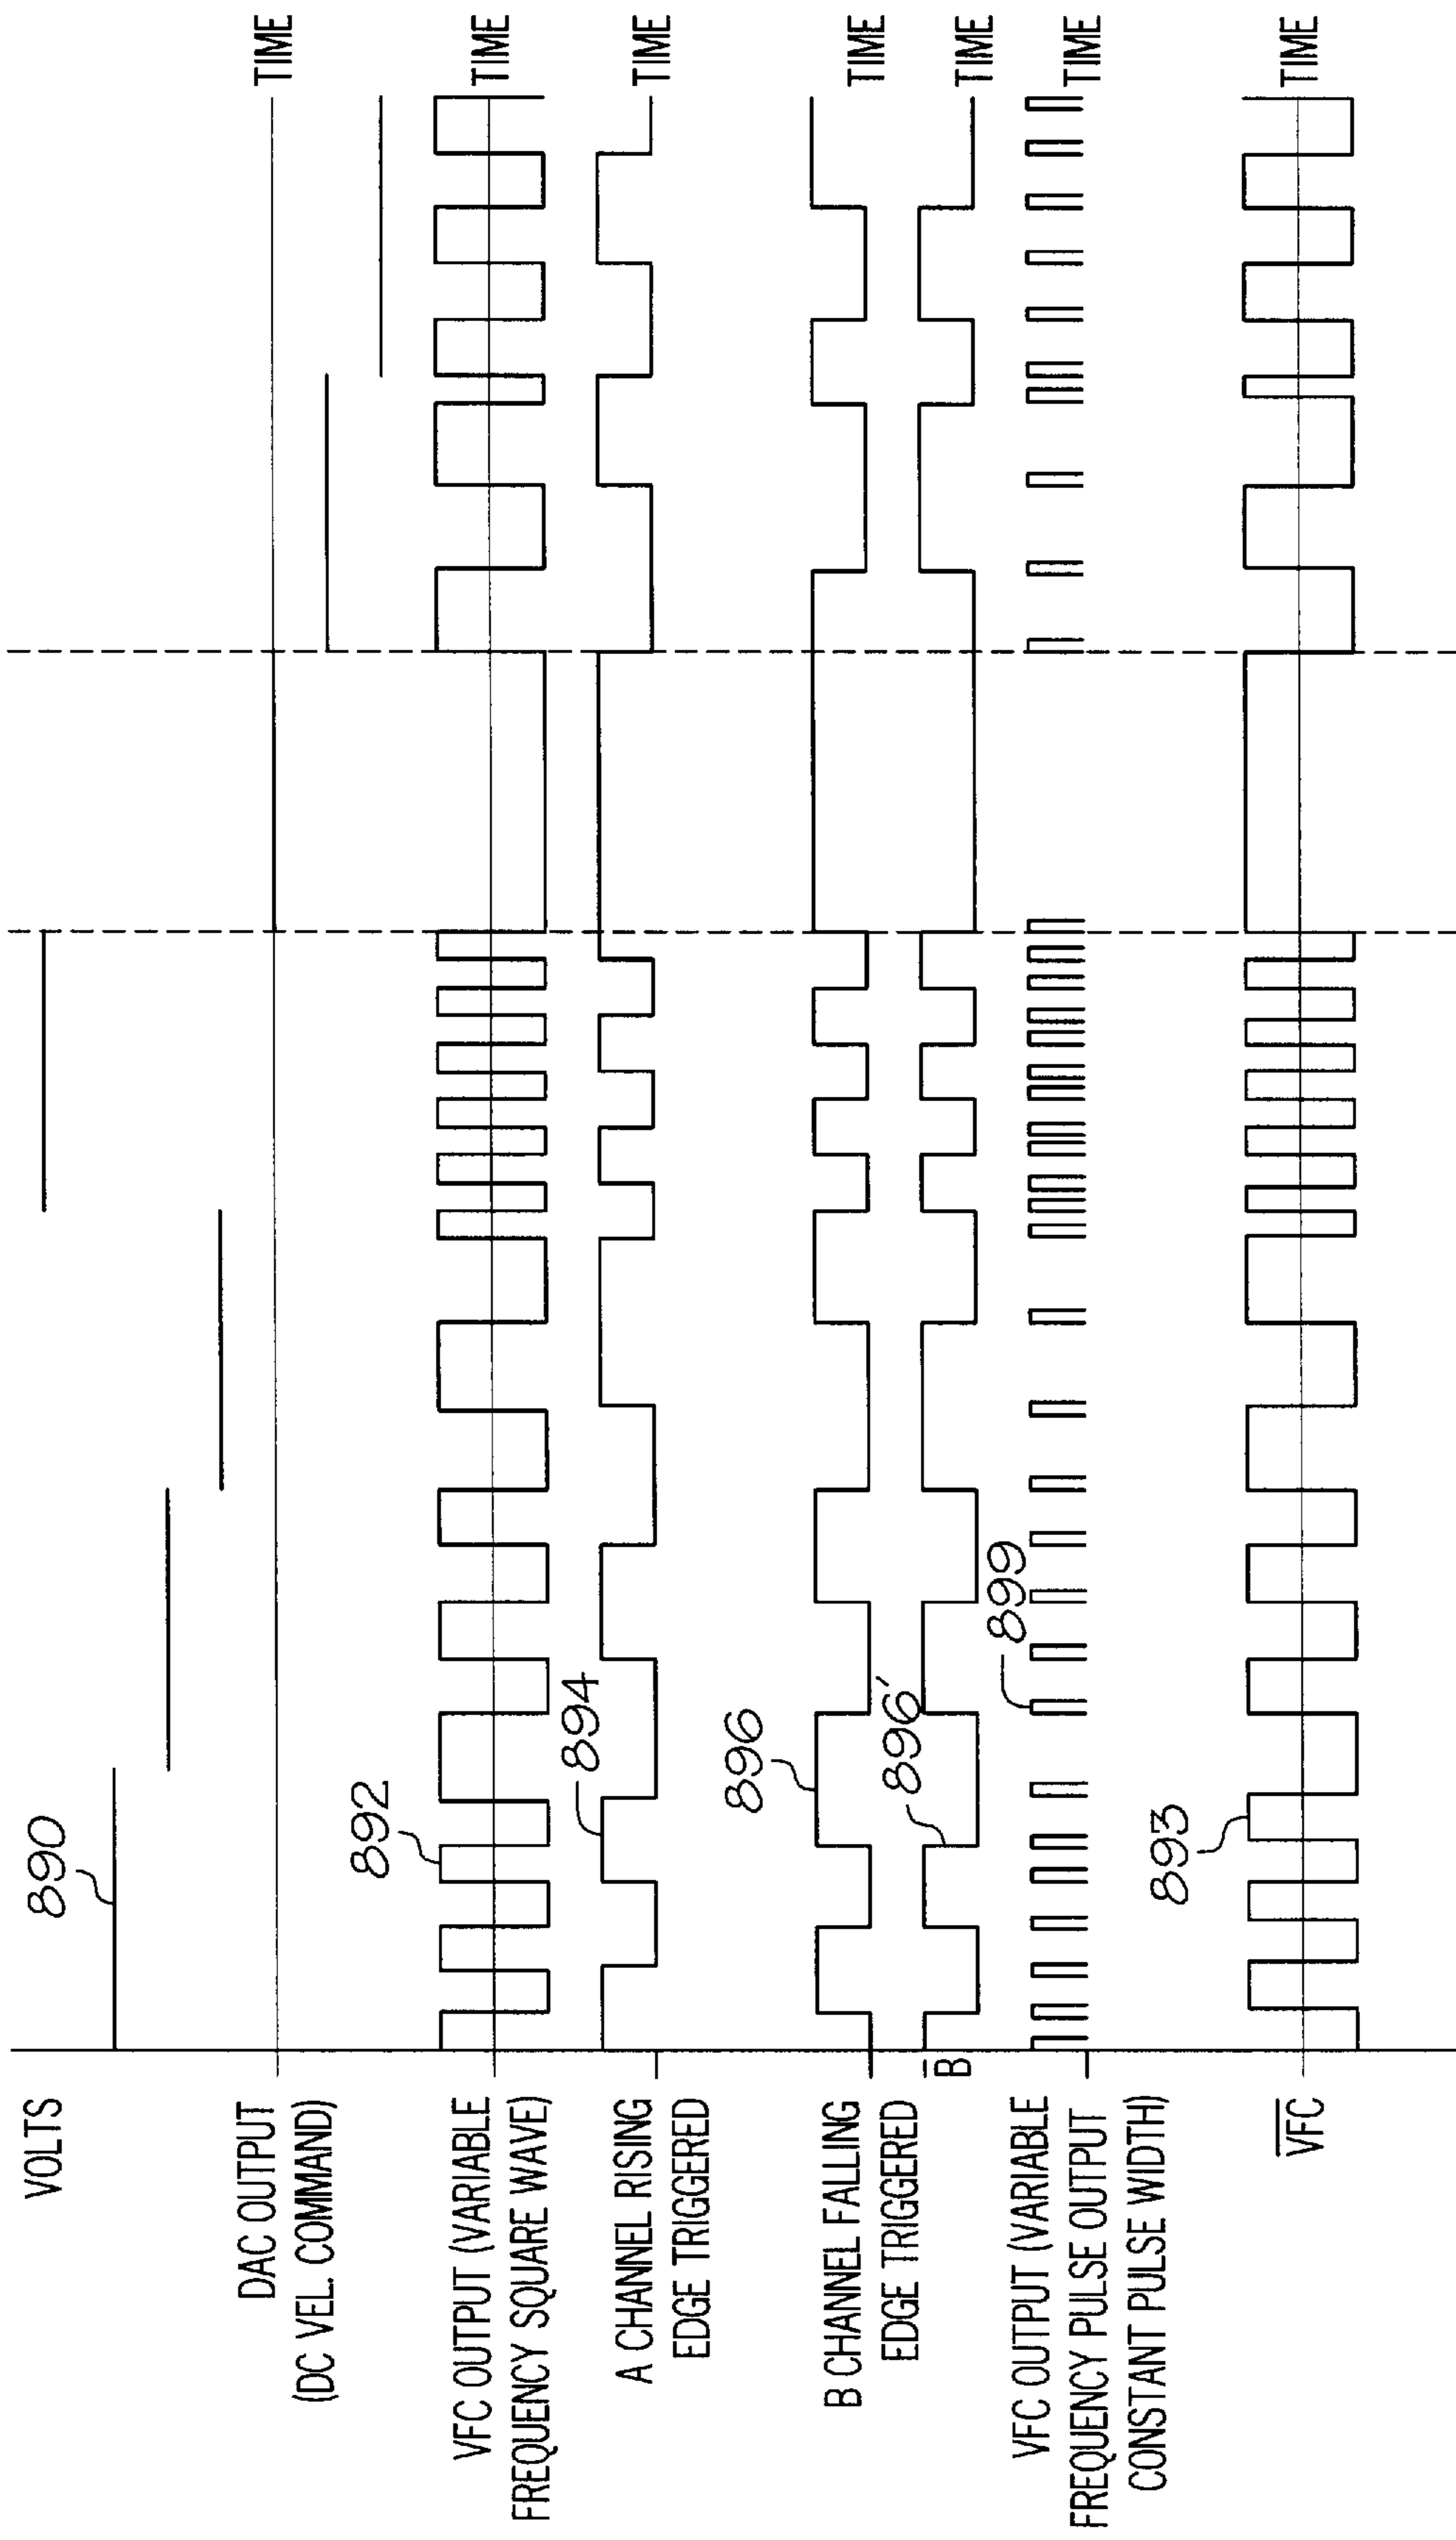 VOLTS
890
DAC OUTPUT
(DC VEL. COMMAND)
TIME
892
VFC OUTPUT (VARIABLE
FREQUENCY SQUARE WAVE)
TIME
894
A CHANNEL RISING
EDGE TRIGGERED
TIME
896
B CHANNEL FALLING
EDGE TRIGGERED
TIME
896'
B
TIME
899
VFC OUTPUT (VARIABLE
FREQUENCY PULSE OUTPUT
CONSTANT PULSE WIDTH)
TIME
893
V̅F̅C̅
TIME